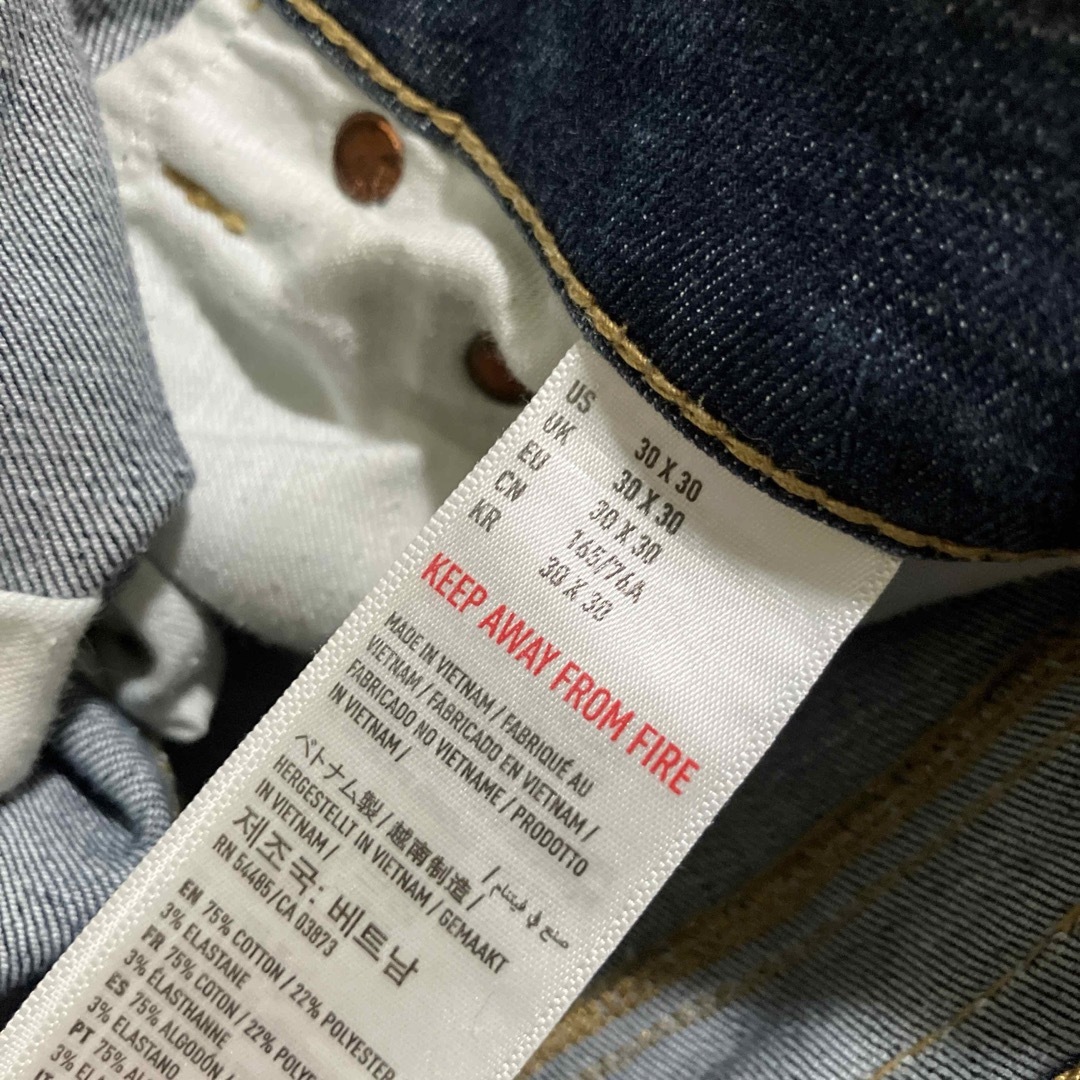 US 30 X 30
UK 30 X 30
EU 30 X 30
CN 165/76A
KR 30 X 30
KEEP AWAY FROM FIRE
MADE IN VIETNAM / FABRIQUÉ AU
VIETNAM / FABRICADO EN VIETNAM /
FABRICADO NO VIETNAME / PRODOTTO
IN VIETNAM /
ベトナム製 / 越南制造 / صنع في فيتنام /
HERGESTELLT IN VIETNAM / GEMAAKT
IN VIETNAM /
제조국: 베트남
RN 54485 / CA 03873
EN 75% COTTON / 22% POLYESTER
3% ELASTANE
FR 75% COTON / 22%
3% ÉLASTHANNE
ES 75% ALGODÓN
3% ELASTANO
PT 75%
3%